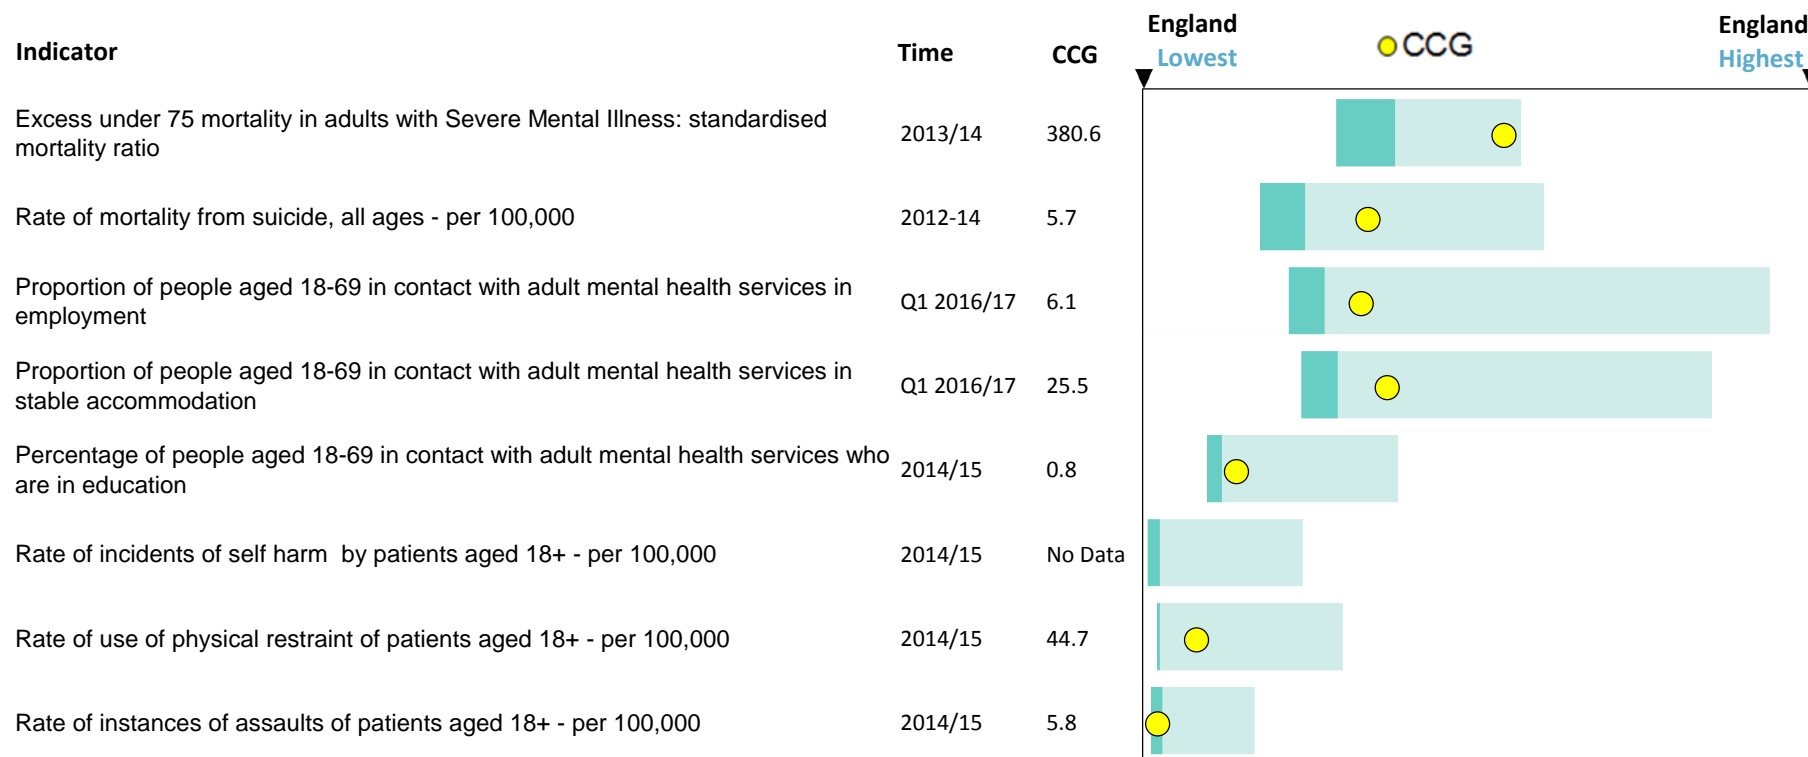 England England
Indicator Time CCG Lowest CCG Highest
Excess under 75 mortality in adults with Severe Mental Illness: standardised
mortality ratio 2013/14 380.6
Rate of mortality from suicide, all ages - per 100,000 2012-14 5.7
Proportion of people aged 18-69 in contact with adult mental health services in
employment Q1 2016/17 6.1
Proportion of people aged 18-69 in contact with adult mental health services in
stable accommodation Q1 2016/17 25.5
Percentage of people aged 18-69 in contact with adult mental health services who
are in education 2014/15 0.8
Rate of incidents of self harm  by patients aged 18+ - per 100,000 2014/15 No Data
Rate of use of physical restraint of patients aged 18+ - per 100,000 2014/15 44.7
Rate of instances of assaults of patients aged 18+ - per 100,000 2014/15 5.8